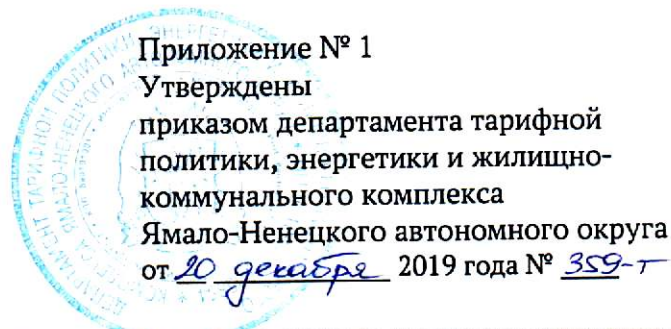 Приложение № 1
Утверждены
приказом департамента тарифной
политики, энергетики и жилищно-
коммунального комплекса
Ямало-Ненецкого автономного округа
от 20 декабря 2019 года № 359-т